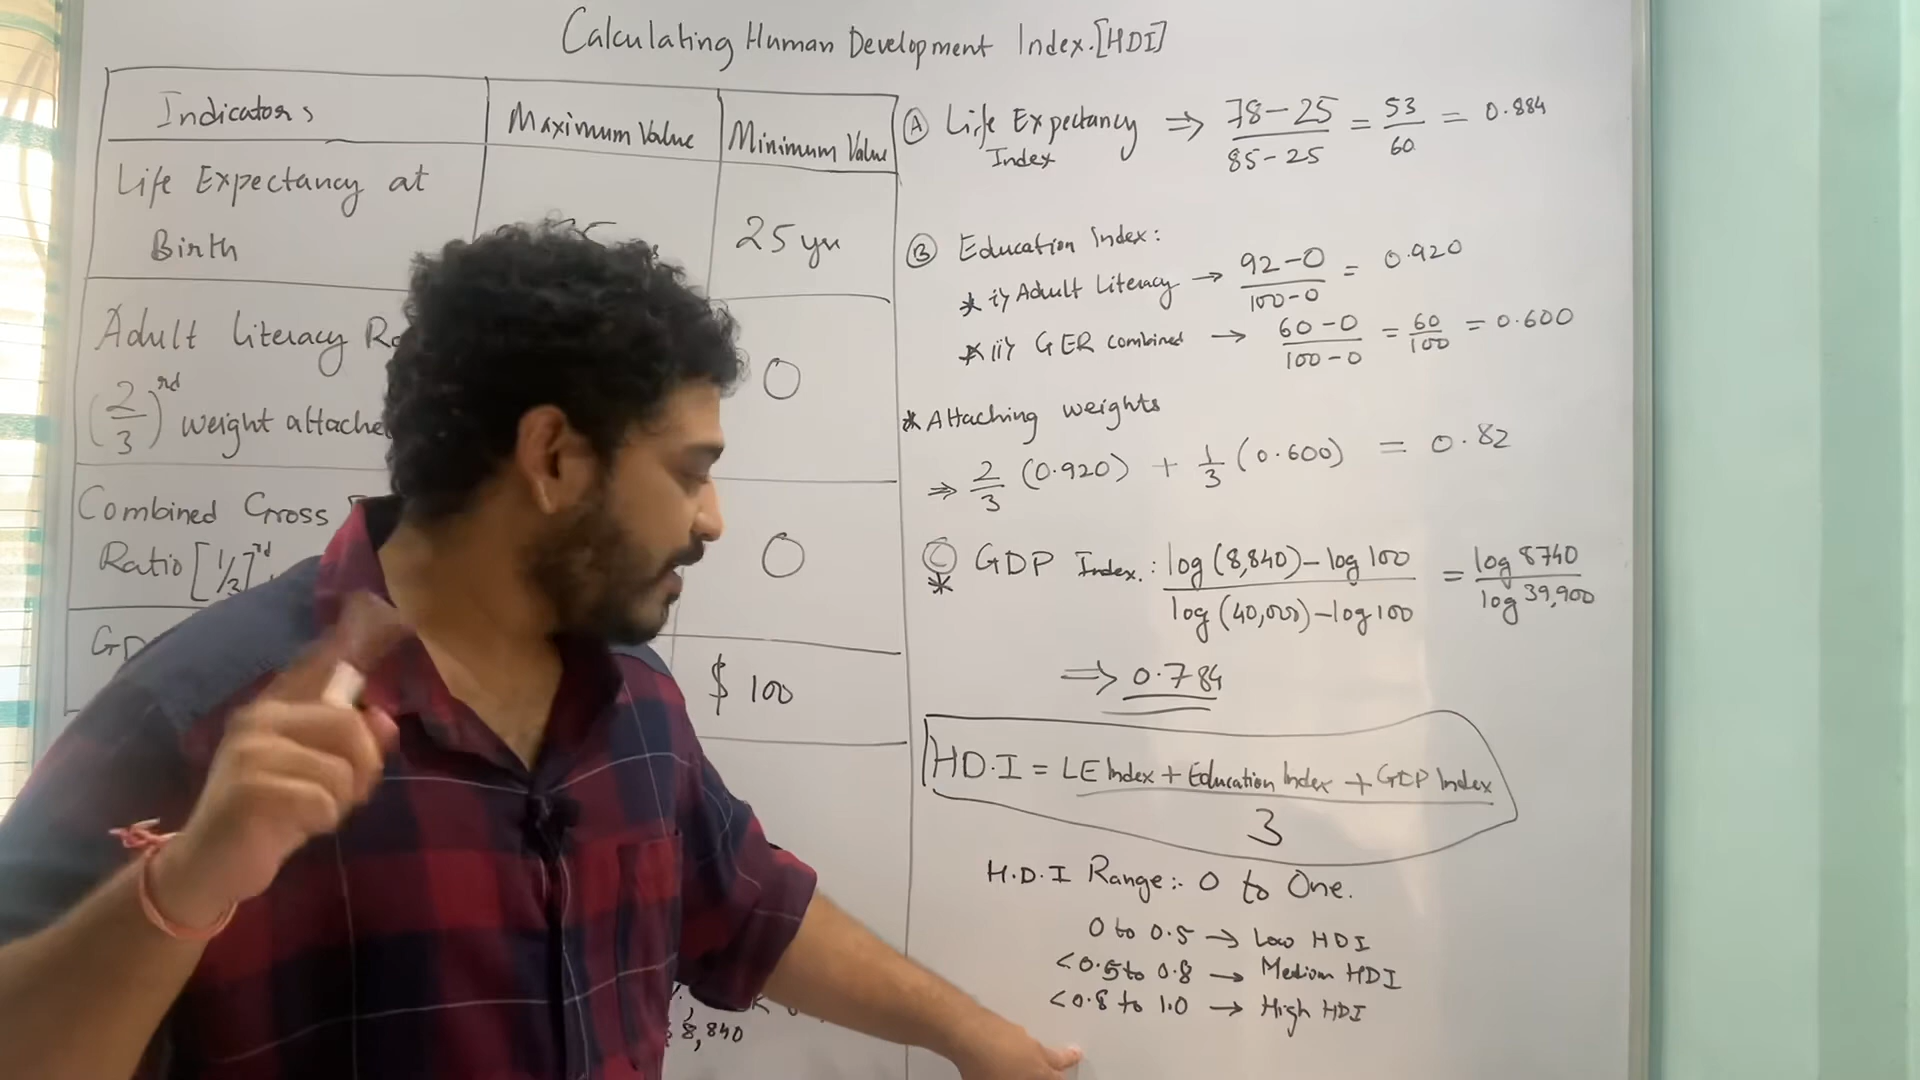 Calculating Human Development Index.[HDI]
Indicators
Maximum Value
Minimum Value
Life Expectancy at
Birth
25 yrs
Adult Literacy
0
(2/3)rd weight
Combined Gross
Ratio [1/3]rd
0
$ 100
8,840
(A) Life Expectancy Index ⇒ 78-25/85-25 = 53/60 = 0.884
(B) Education Index:
* i) Adult Literacy → 92-0/100-0 = 0.920
* ii) GER combined → 60-0/100-0 = 60/100 = 0.600
* Attaching weights
⇒ 2/3 (0.920) + 1/3 (0.600) = 0.82
(C) * GDP Index.: log (8,840) - log 100/log (40,000) - log 100 = log 8740/log 39,900
⇒ 0.784
H.D.I = LE Index + Education Index + GDP Index/3
H.D.I Range:- 0 to One.
0 to 0.5 → Low HDI
<0.5 to 0.8 → Medium HDI
<0.8 to 1.0 → High HDI